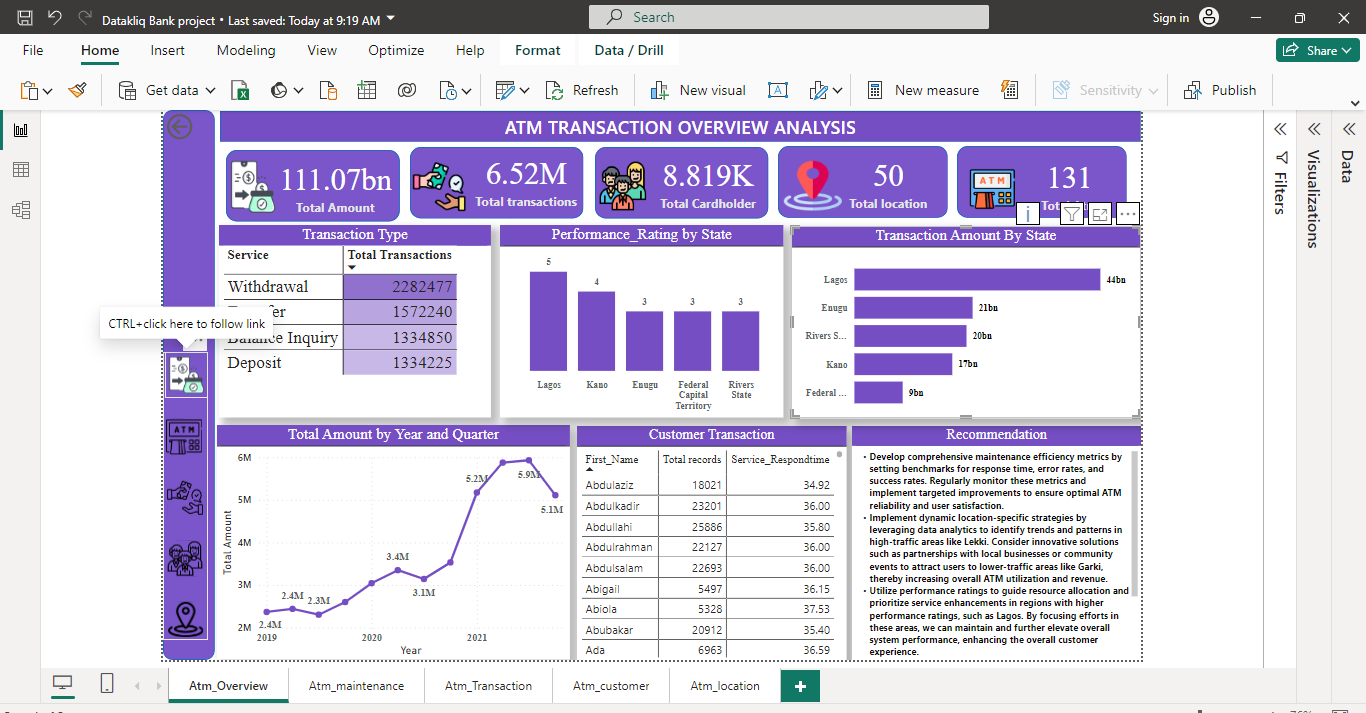 Datakliq Bank project • Last saved: Today at 9:19 AM
Search
Sign in
File
Home
Insert
Modeling
View
Optimize
Help
Format
Data / Drill
Share
Get data
Refresh
New visual
New measure
Sensitivity
Publish
ATM TRANSACTION OVERVIEW ANALYSIS
111.07bn
Total Amount
6.52M
Total transactions
8.819K
Total Cardholder
50
Total location
ATM
131
Transaction Type
Service Total Transactions
Withdrawal 2282477
1572240
Balance Inquiry 1334850
Deposit 1334225
CTRL+click here to follow link
ATM
Performance_Rating by State
5
4
3
3
3
Lagos
Kano
Enugu
Federal
Capital
Territory
Rivers
State
Transaction Amount By State
Lagos 44bn
Enugu 21bn
Rivers S... 20bn
Kano 17bn
Federal ... 9bn
Total Amount by Year and Quarter
Total Amount
6M
5M
4M
3M
2M
2.4M
2.4M
2.3M
3.4M
3.1M
5.2M
5.9M
5.1M
2019
2020
2021
Year
Customer Transaction
First_Name Total records Service_Respondtime
Abdulaziz 18021 34.92
Abdulkadir 23201 36.00
Abdullahi 25886 35.80
Abdulrahman 22127 36.00
Abdulsalam 22693 36.00
Abigail 5497 36.15
Abiola 5328 37.53
Abubakar 20912 35.40
Ada 6963 36.59
Recommendation
• Develop comprehensive maintenance efficiency metrics by
setting benchmarks for response time, error rates, and
success rates. Regularly monitor these metrics and
implement targeted improvements to ensure optimal ATM
reliability and user satisfaction.
• Implement dynamic location-specific strategies by
leveraging data analytics to identify trends and patterns in
high-traffic areas like Lekki. Consider innovative solutions
such as partnerships with local businesses or community
events to attract users to lower-traffic areas like Garki,
thereby increasing overall ATM utilization and revenue.
• Utilize performance ratings to guide resource allocation and
prioritize service enhancements in regions with higher
performance ratings, such as Lagos. By focusing efforts in
these areas, we can maintain and further elevate overall
system performance, enhancing the overall customer
experience.
Filters
Visualizations
Data
Atm_Overview
Atm_maintenance
Atm_Transaction
Atm_customer
Atm_location